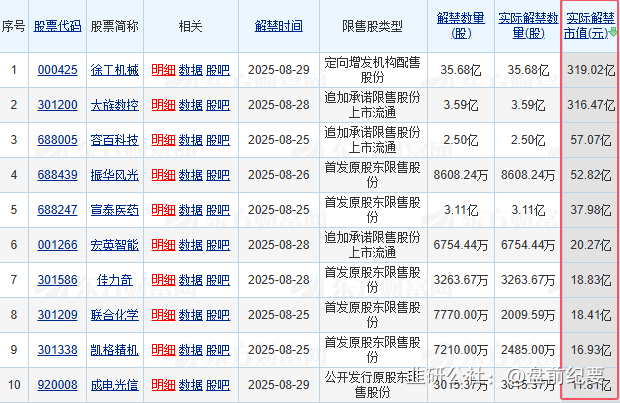 序号 股票代码 股票简称 相关 解禁时间 限售股类型 解禁数量(股) 实际解禁数量(股) 实际解禁市值(元)
1 000425 徐工机械 明细 数据 股吧 2025-08-29 定向增发机构配售股份 35.68亿 35.68亿 319.02亿
2 301200 大族数控 明细 数据 股吧 2025-08-28 追加承诺限售股份上市流通 3.59亿 3.59亿 316.47亿
3 688005 容百科技 明细 数据 股吧 2025-08-25 追加承诺限售股份上市流通 2.50亿 2.50亿 57.07亿
4 688439 振华风光 明细 数据 股吧 2025-08-26 首发原股东限售股份 8608.24万 8608.24万 52.82亿
5 688247 宣泰医药 明细 数据 股吧 2025-08-25 首发原股东限售股份 3.11亿 3.11亿 37.98亿
6 001266 宏英智能 明细 数据 股吧 2025-08-28 追加承诺限售股份上市流通 6754.44万 6754.44万 20.27亿
7 301586 佳力奇 明细 数据 股吧 2025-08-28 首发原股东限售股份 3263.67万 3263.67万 18.83亿
8 301209 联合化学 明细 数据 股吧 2025-08-25 首发原股东限售股份 7770.00万 2009.59万 18.41亿
9 301338 凯格精机 明细 数据 股吧 2025-08-25 首发原股东限售股份 7210.00万 2485.00万 16.93亿
10 920008 成电光信 明细 数据 股吧 2025-08-29 公开发行原股东限售股份 3015.37万 3015.37万 11.81亿
韭研公社：@盘前纪要